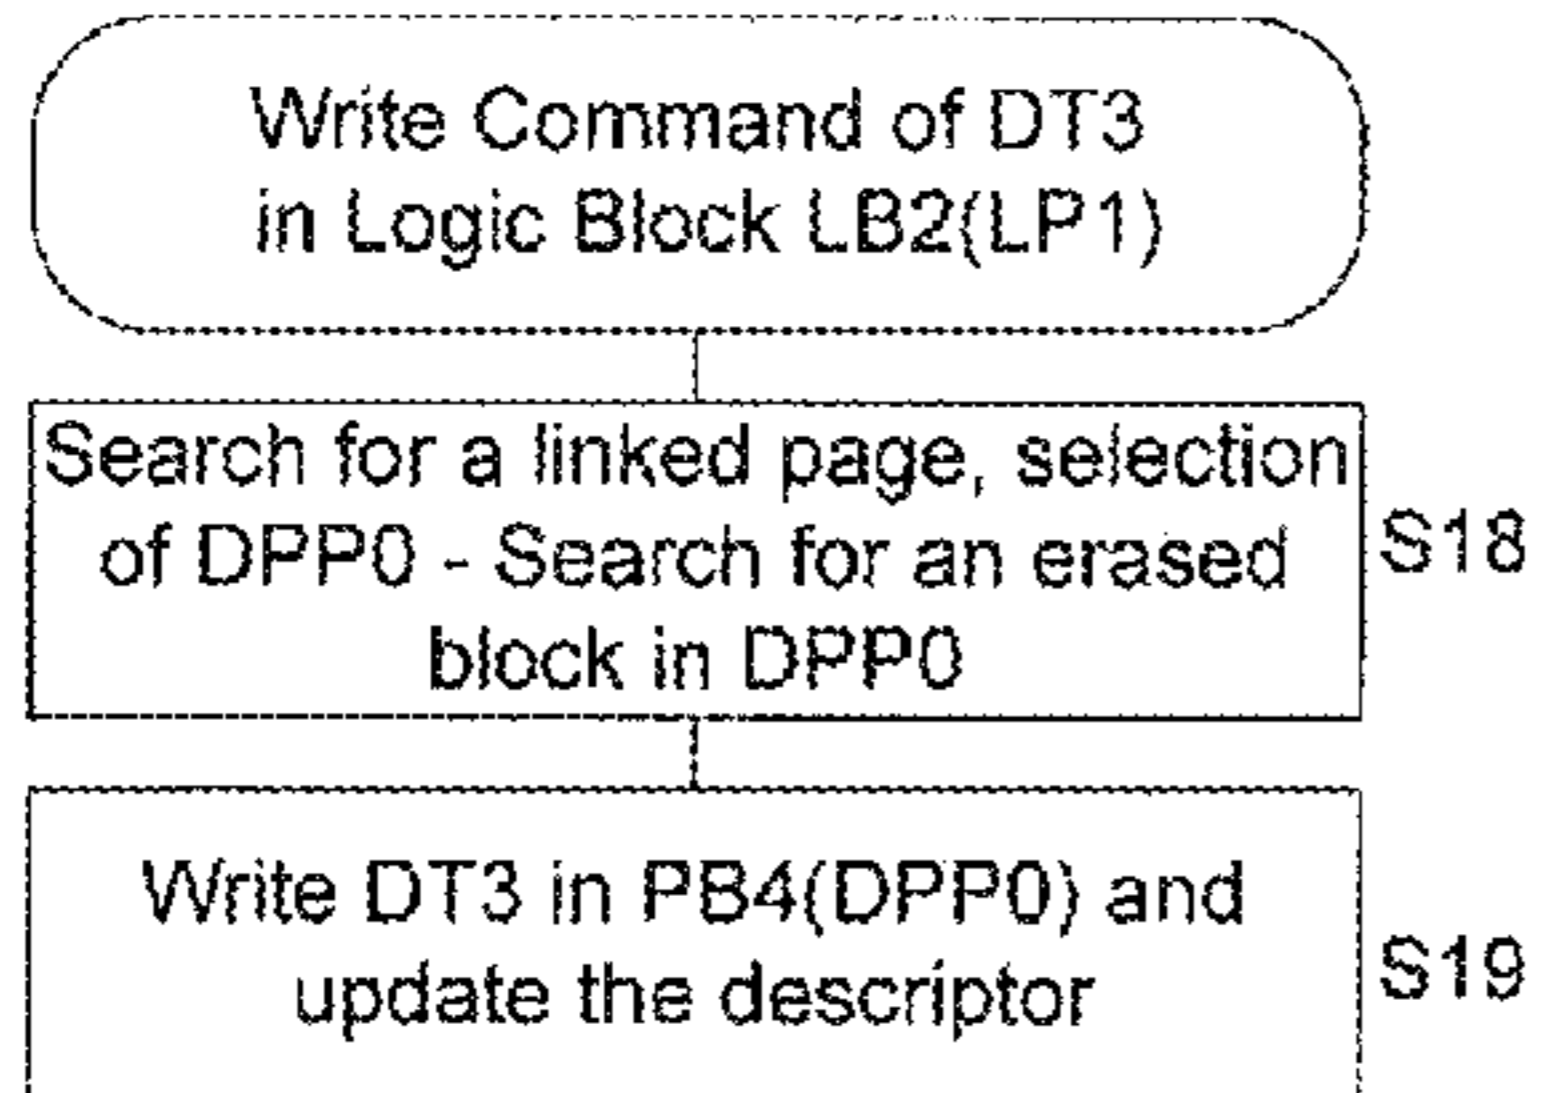 Write Command of DT3
in Logic Block LB2(LP1)
Search for a linked page, selection
of DPP0 - Search for an erased
block in DPP0
S18
Write DT3 in PB4(DPP0) and
update the descriptor
S19